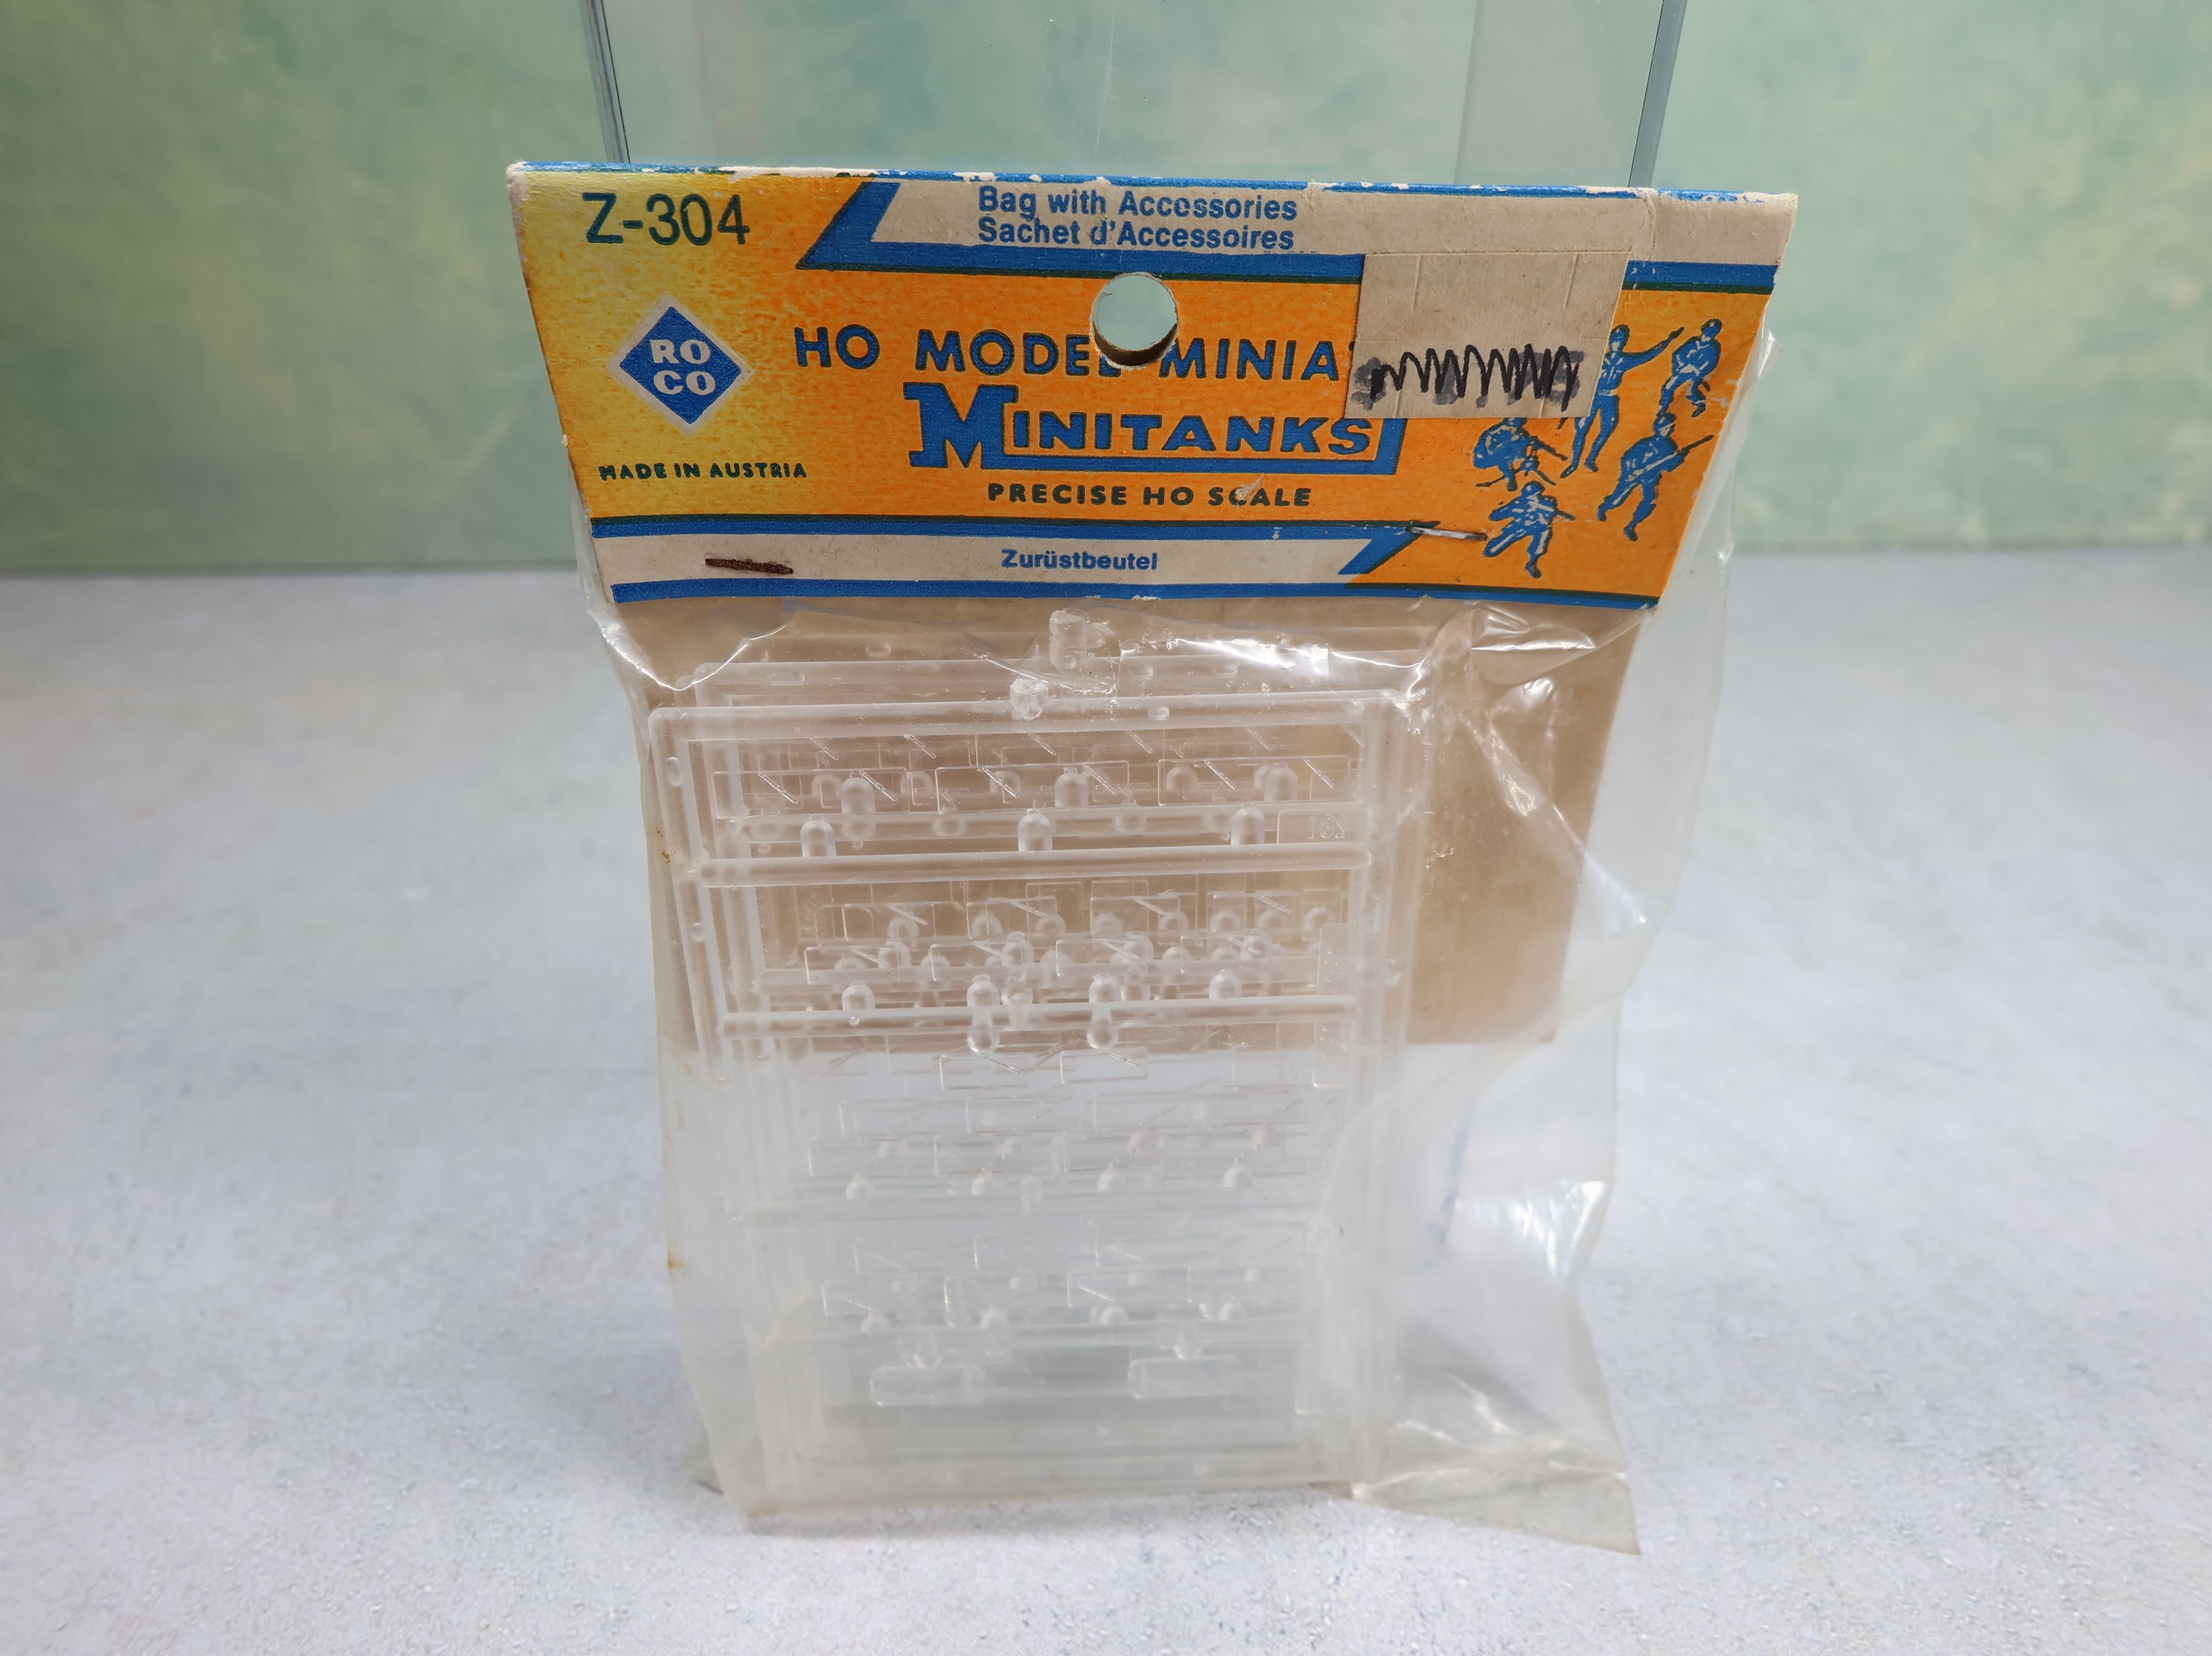 Z-304
Bag with Accessories
Sachet d'Accessoires
RO
CO
HO MODEL MINIA
MINITANKS
MADE IN AUSTRIA
PRECISE HO SCALE
Zurüstbeutel